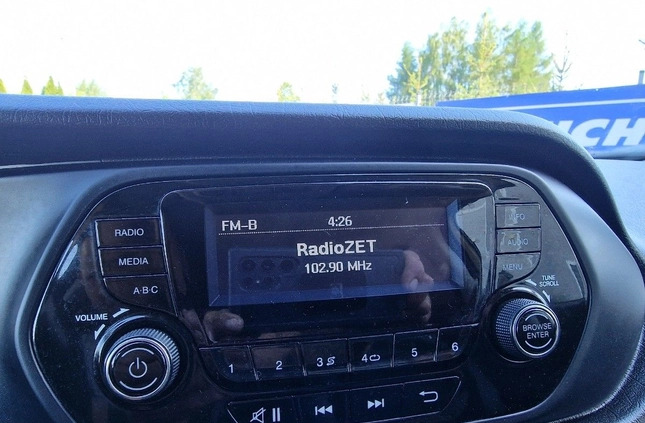 ICH
FM-B 4:26
RadioZET
102.90 MHz
RADIO
MEDIA
A·B·C
INFO
AUDIO
MENU
VOLUME
TUNE
SCROLL
BROWSE
ENTER
1 2 3 4 5 6